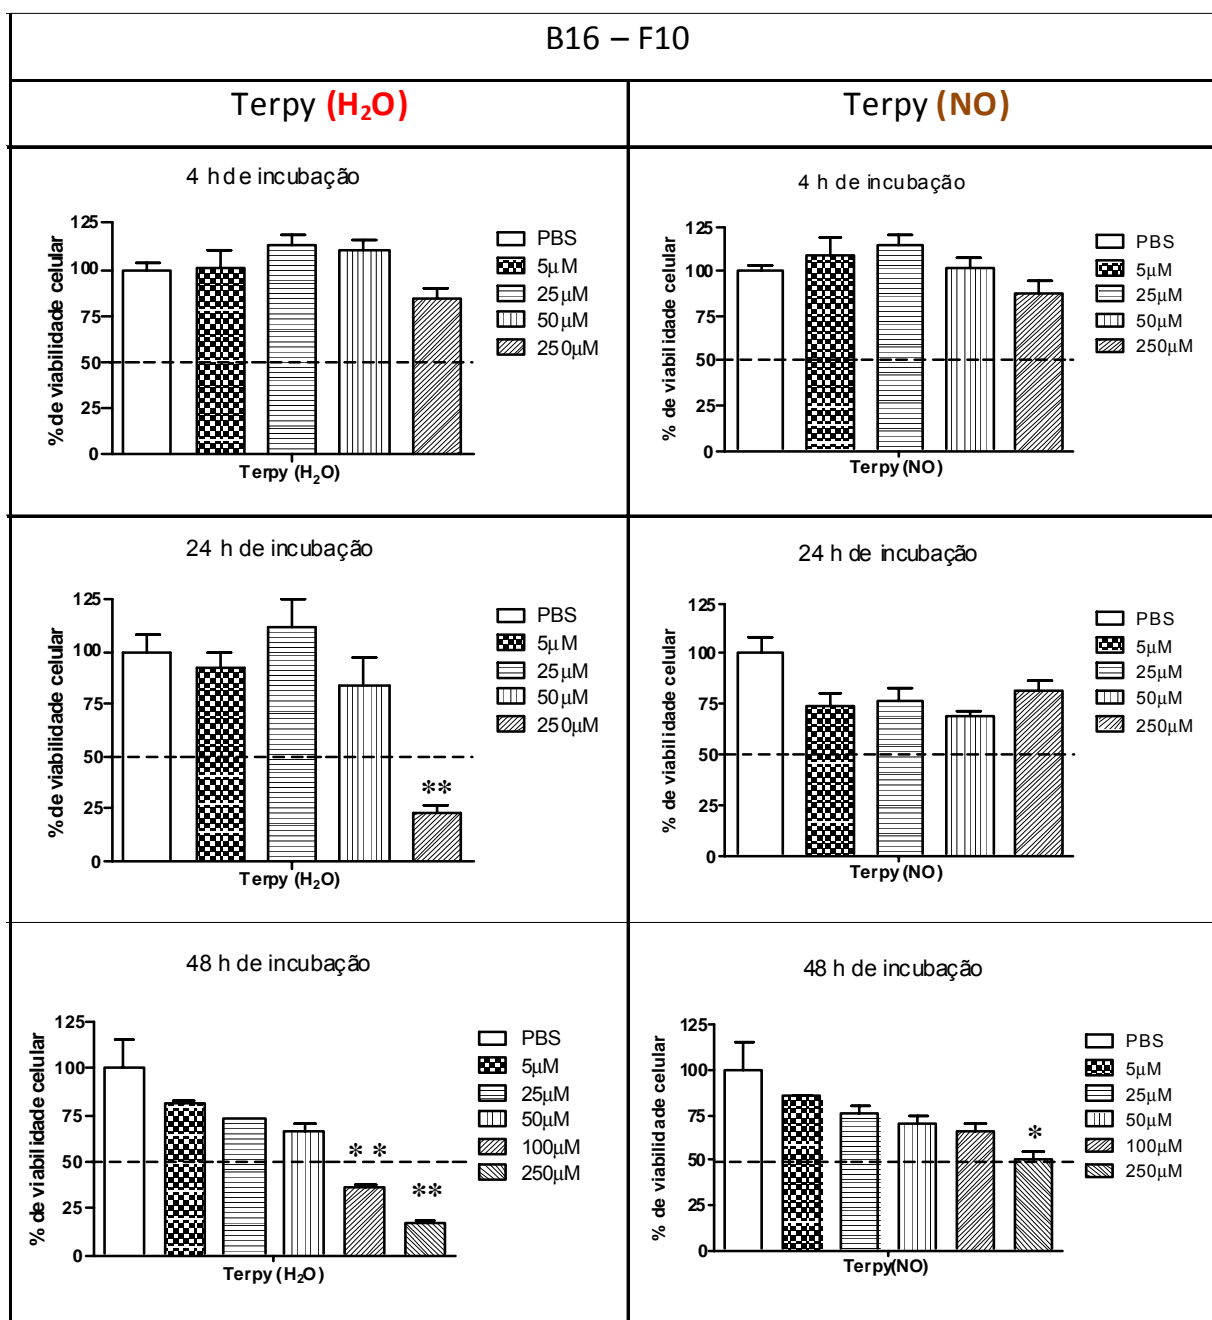 B16 – F10
Terpy (H₂O)
Terpy (NO)
4 h de incubação
% de viabilidade celular
125
100
75
50
25
0
Terpy (H₂O)
PBS
5µM
25µM
50µM
250µM
4 h de incubação
% de viabilidade celular
125
100
75
50
25
0
Terpy (NO)
PBS
5µM
25µM
50µM
250µM
24 h de incubação
% de viabilidade celular
125
100
75
50
25
0
**
Terpy (H₂O)
PBS
5µM
25µM
50µM
250µM
24 h de incubação
% de viabilidade celular
125
100
75
50
25
0
Terpy (NO)
PBS
5µM
25µM
50µM
250µM
48 h de incubação
% de viabilidade celular
125
100
75
50
25
0
* *
**
Terpy (H₂O)
PBS
5µM
25µM
50µM
100µM
250µM
48 h de incubação
% de viabilidade celular
125
100
75
50
25
0
*
Terpy(NO)
PBS
5µM
25µM
50µM
100µM
250µM